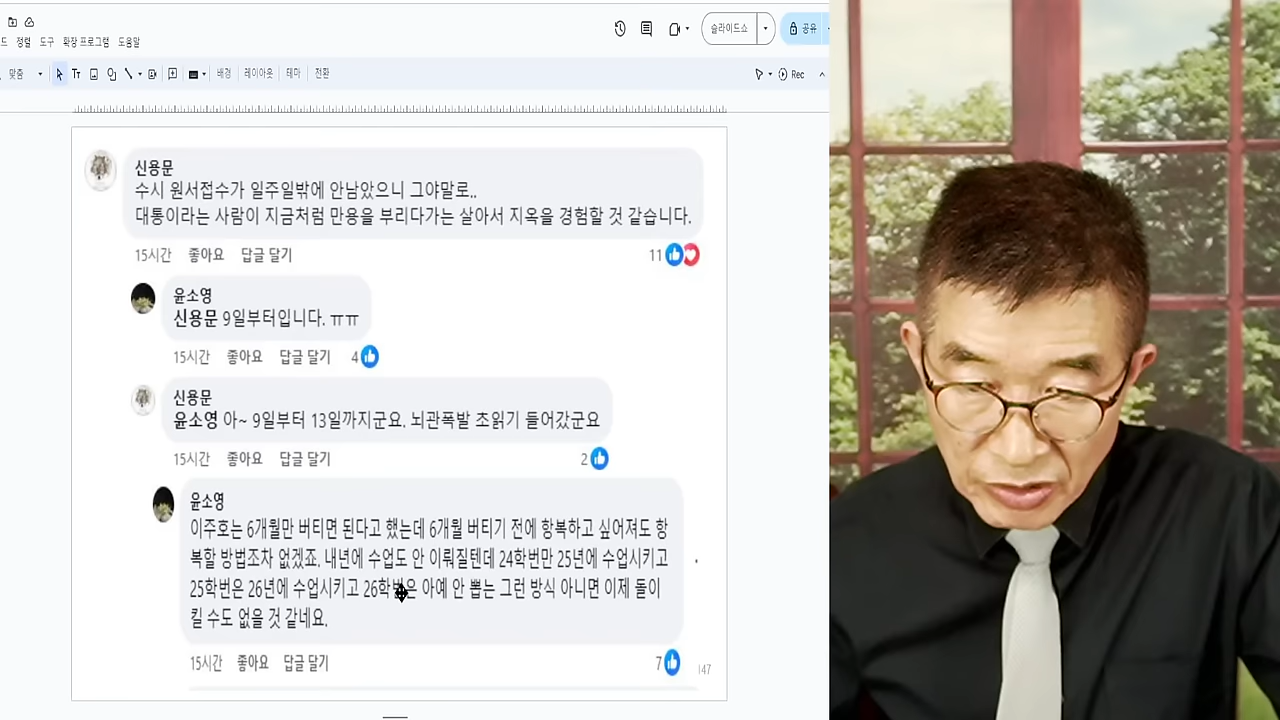 드 정렬 도구 확장 프로그램 도움말
슬라이드쇼
공유
맞춤
배경 레이아웃 테마 전환
Rec
신용문
수시 원서접수가 일주일밖에 안남았으니 그야말로..
대통이라는 사람이 지금처럼 만용을 부리다가는 살아서 지옥을 경험할 것 같습니다.
15시간 좋아요 답글 달기 11
윤소영
신용문 9일부터입니다. ㅠㅠ
15시간 좋아요 답글 달기 4
신용문
윤소영 아~ 9일부터 13일까지군요. 뇌관폭발 초읽기 들어갔군요
15시간 좋아요 답글 달기 2
윤소영
이주호는 6개월만 버티면 된다고 했는데 6개월 버티기 전에 항복하고 싶어져도 항
복할 방법조차 없겠죠. 내년에 수업도 안 이뤄질텐데 24학번만 25년에 수업시키고
25학번은 26년에 수업시키고 26학번은 아예 안 뽑는 그런 방식 아니면 이제 돌이
킬 수도 없을 것 같네요.
15시간 좋아요 답글 달기 7
147